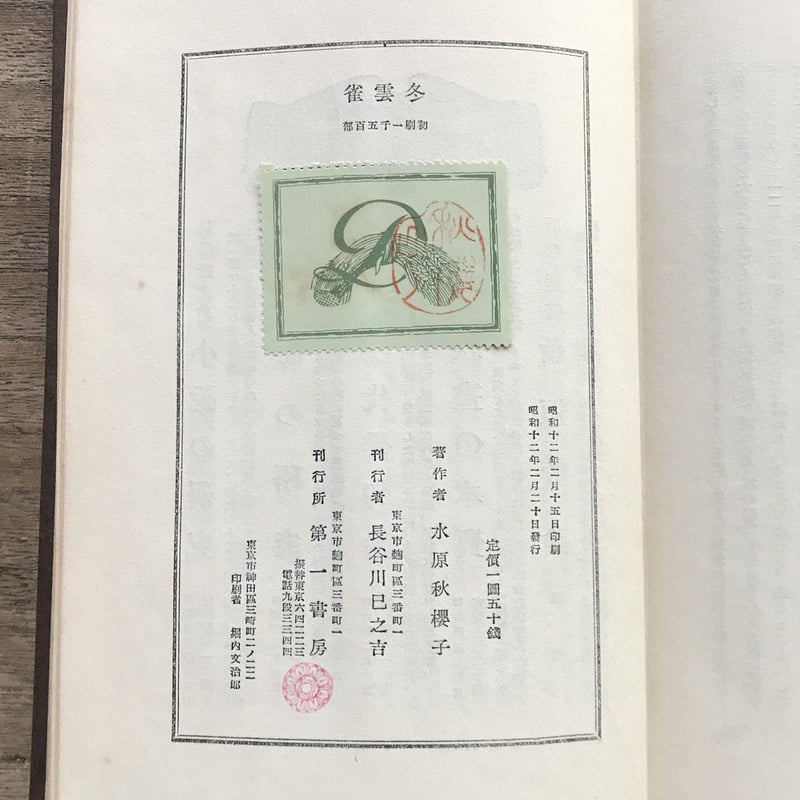 冬雲雀
初刷一千五百部
D
昭和十二年二月十五日印刷
昭和十二年二月二十日發行
定價一圓五十錢
著作者 水原秋櫻子
東京市麴町區三番町一
刊行者 長谷川巳之吉
東京市麴町區三番町一
刊行所 第一書房
振替東京六四二二三
電話九段三三四四
東京市神田區三崎町二ノ二二
印刷者 堀内文治郎